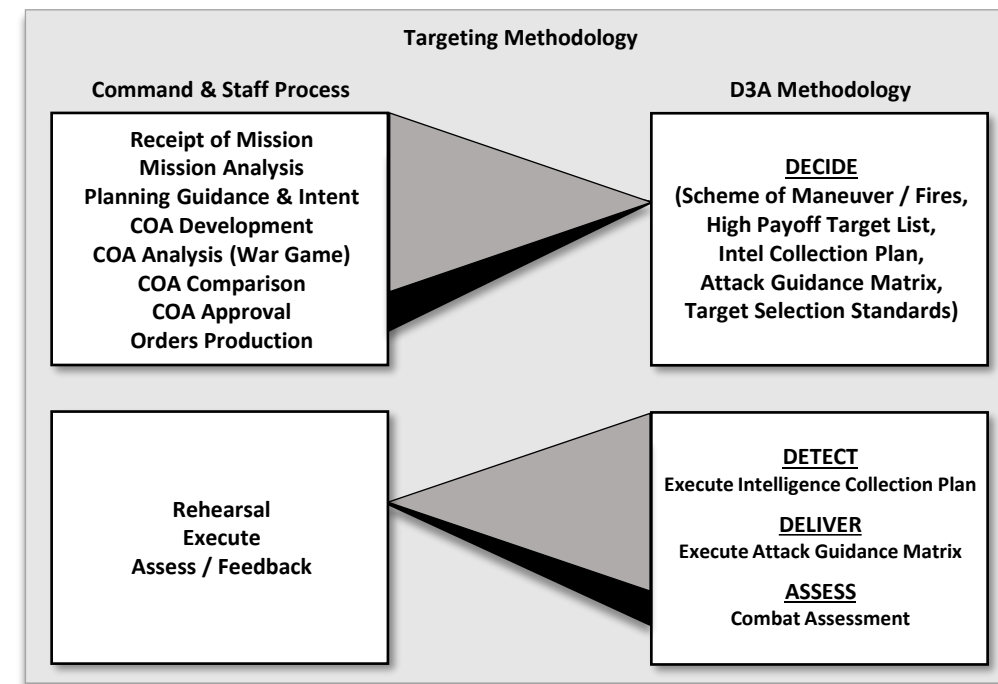 Targeting Methodology
Command & Staff Process
Receipt of Mission
Mission Analysis
Planning Guidance & Intent
COA Development
COA Analysis (War Game)
COA Comparison
COA Approval
Orders Production
D3A Methodology
DECIDE
(Scheme of Maneuver / Fires,
High Payoff Target List,
Intel Collection Plan,
Attack Guidance Matrix,
Target Selection Standards)
Rehearsal
Execute
Assess / Feedback
DETECT
Execute Intelligence Collection Plan
DELIVER
Execute Attack Guidance Matrix
ASSESS
Combat Assessment